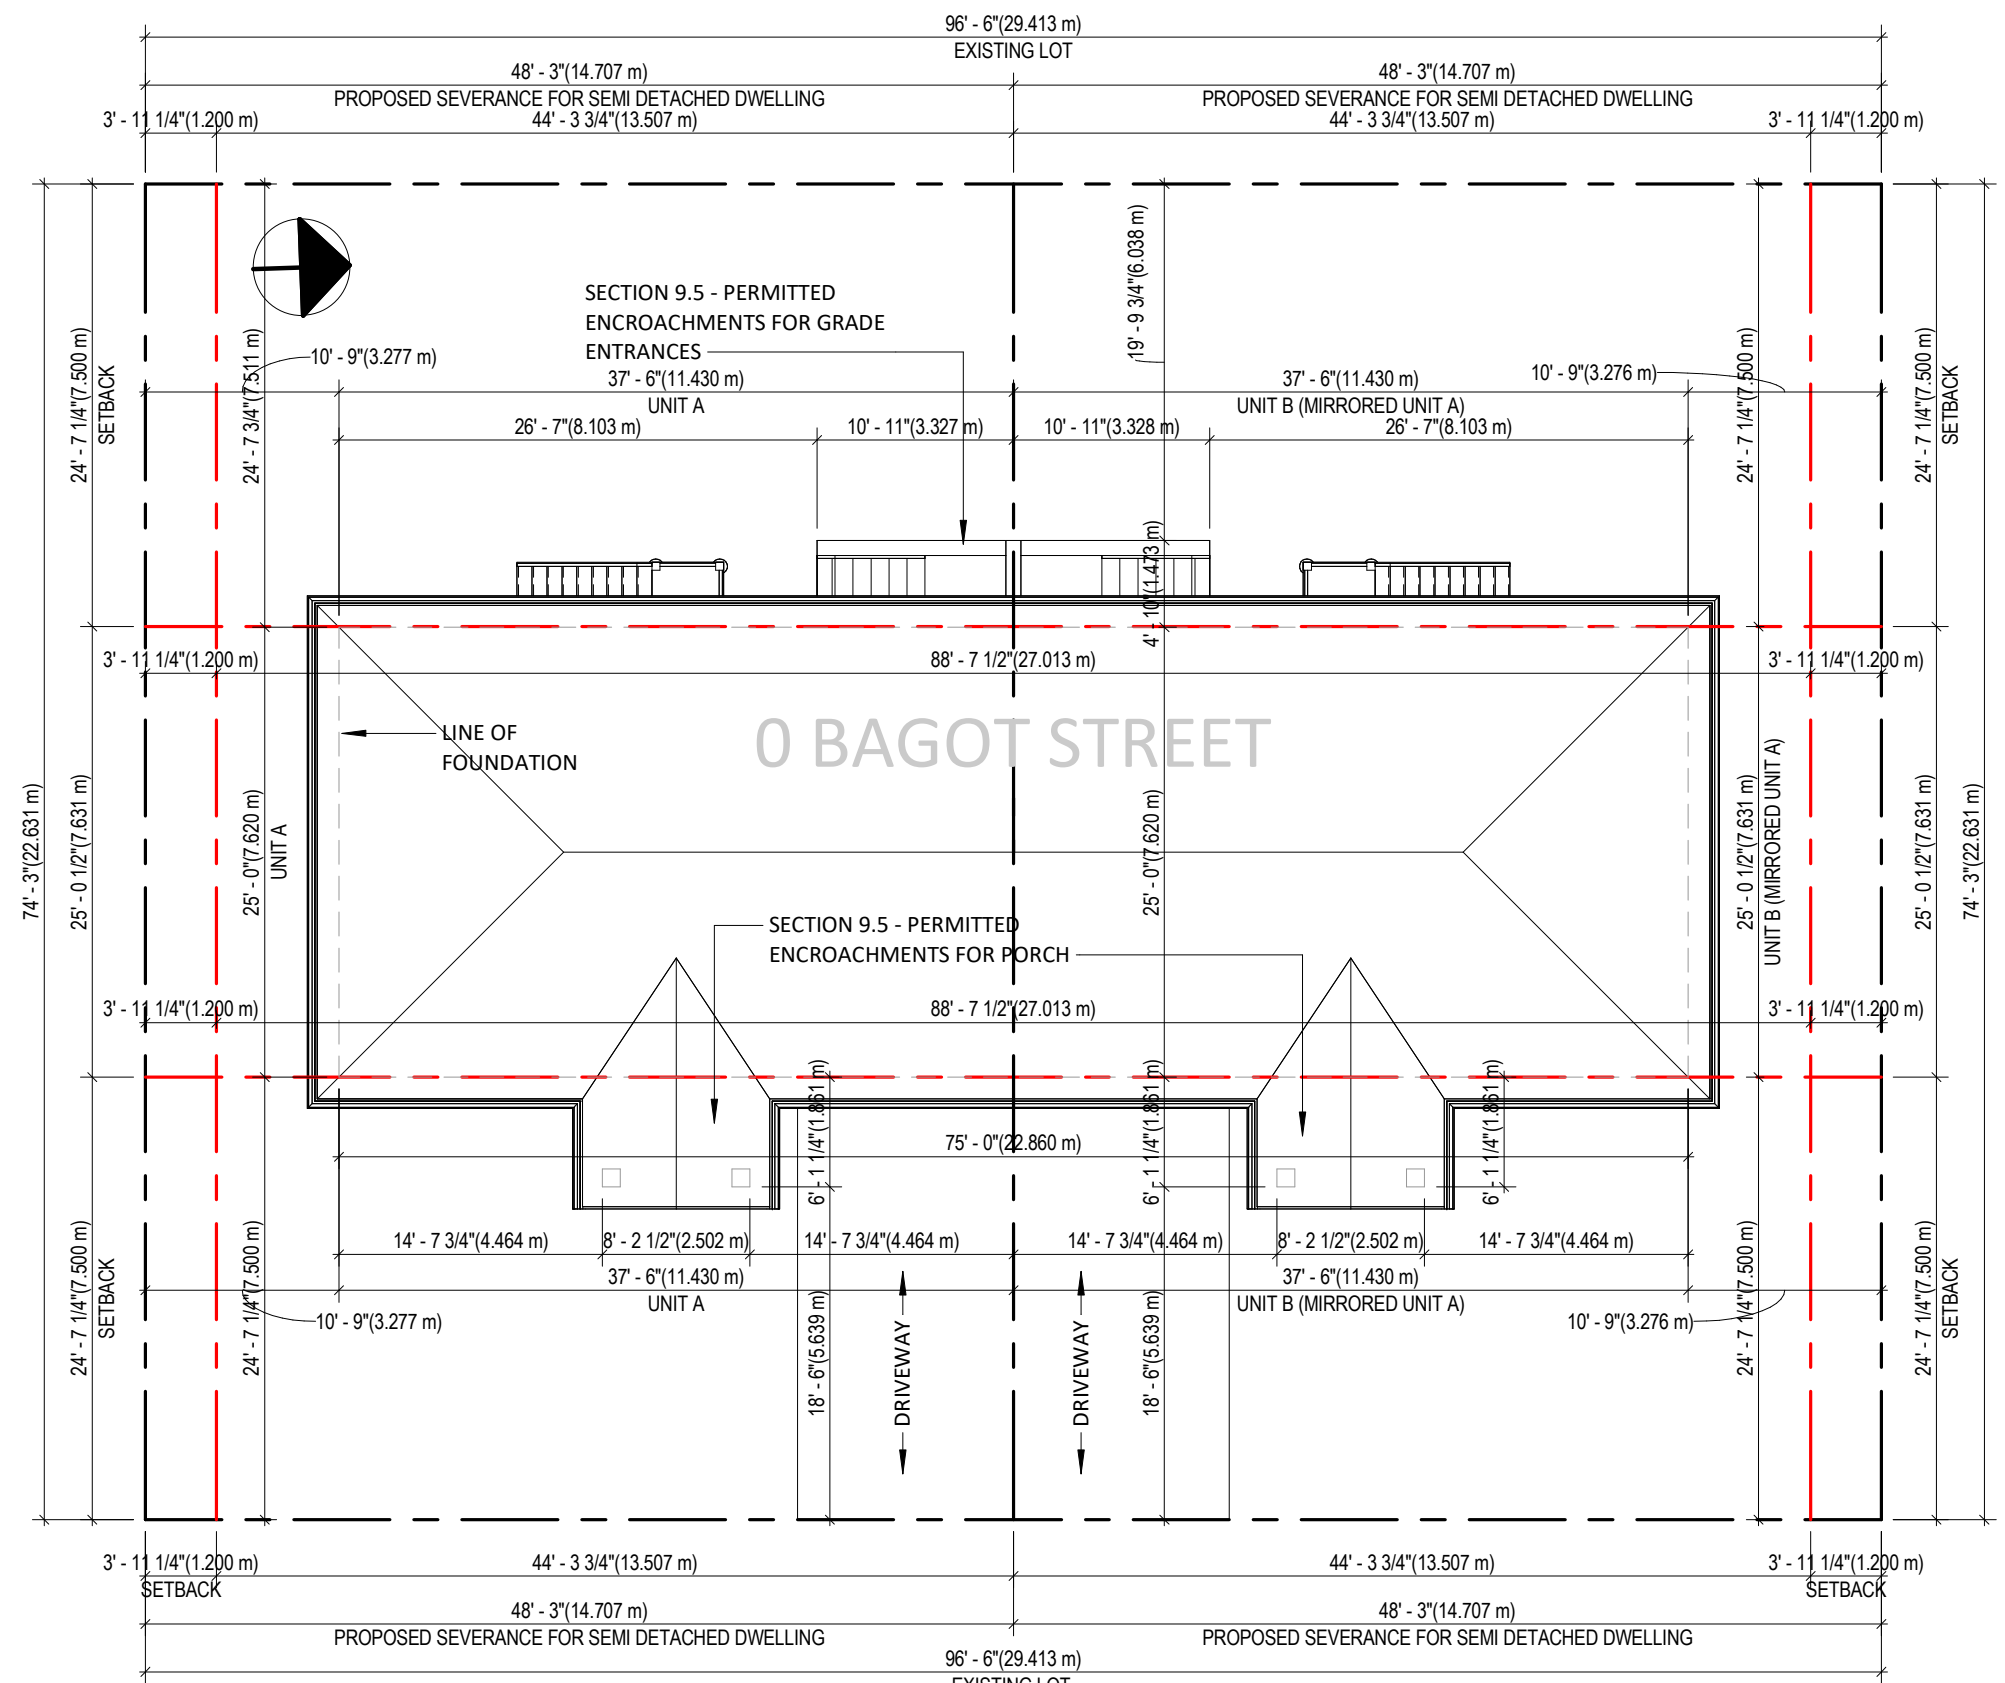 96' - 6"(29.413 m)
EXISTING LOT
48' - 3"(14.707 m)
48' - 3"(14.707 m)
PROPOSED SEVERANCE FOR SEMI DETACHED DWELLING
PROPOSED SEVERANCE FOR SEMI DETACHED DWELLING
3' - 11 1/4"(1.200 m)
44' - 3 3/4"(13.507 m)
44' - 3 3/4"(13.507 m)
3' - 11 1/4"(1.200 m)
74' - 3"(22.631 m)
24' - 7 1/4"(7.500 m)
SETBACK
24' - 7 3/4"(7.511 m)
10' - 9"(3.277 m)
SECTION 9.5 - PERMITTED
ENCROACHMENTS FOR GRADE
ENTRANCES
19' - 9 3/4"(6.038 m)
10' - 9"(3.276 m)
24' - 7 1/4"(7.500 m)
24' - 7 1/4"(7.500 m)
SETBACK
37' - 6"(11.430 m)
UNIT A
37' - 6"(11.430 m)
UNIT B (MIRRORED UNIT A)
26' - 7"(8.103 m)
10' - 11"(3.327 m)
10' - 11"(3.328 m)
26' - 7"(8.103 m)
4' - 10"(1.473 m)
3' - 11 1/4"(1.200 m)
88' - 7 1/2"(27.013 m)
3' - 11 1/4"(1.200 m)
LINE OF
FOUNDATION
0 BAGOT STREET
25' - 0 1/2"(7.631 m)
25' - 0"(7.620 m)
UNIT A
25' - 0"(7.620 m)
25' - 0 1/2"(7.631 m)
UNIT B (MIRRORED UNIT A)
25' - 0 1/2"(7.631 m)
74' - 3"(22.631 m)
SECTION 9.5 - PERMITTED
ENCROACHMENTS FOR PORCH
3' - 11 1/4"(1.200 m)
88' - 7 1/2"(27.013 m)
3' - 11 1/4"(1.200 m)
6' - 1 1/4"(1.861 m)
6' - 1 1/4"(1.861 m)
6' - 1 1/4"(1.861 m)
75' - 0"(22.860 m)
14' - 7 3/4"(4.464 m)
8' - 2 1/2"(2.502 m)
14' - 7 3/4"(4.464 m)
14' - 7 3/4"(4.464 m)
8' - 2 1/2"(2.502 m)
14' - 7 3/4"(4.464 m)
37' - 6"(11.430 m)
UNIT A
37' - 6"(11.430 m)
UNIT B (MIRRORED UNIT A)
24' - 7 1/4"(7.500 m)
SETBACK
24' - 7 1/4"(7.500 m)
10' - 9"(3.277 m)
18' - 6"(5.639 m)
DRIVEWAY
DRIVEWAY
18' - 6"(5.639 m)
10' - 9"(3.276 m)
24' - 7 1/4"(7.500 m)
24' - 7 1/4"(7.500 m)
SETBACK
3' - 11 1/4"(1.200 m)
SETBACK
44' - 3 3/4"(13.507 m)
44' - 3 3/4"(13.507 m)
3' - 11 1/4"(1.200 m)
SETBACK
48' - 3"(14.707 m)
48' - 3"(14.707 m)
PROPOSED SEVERANCE FOR SEMI DETACHED DWELLING
PROPOSED SEVERANCE FOR SEMI DETACHED DWELLING
96' - 6"(29.413 m)
EXISTING LOT